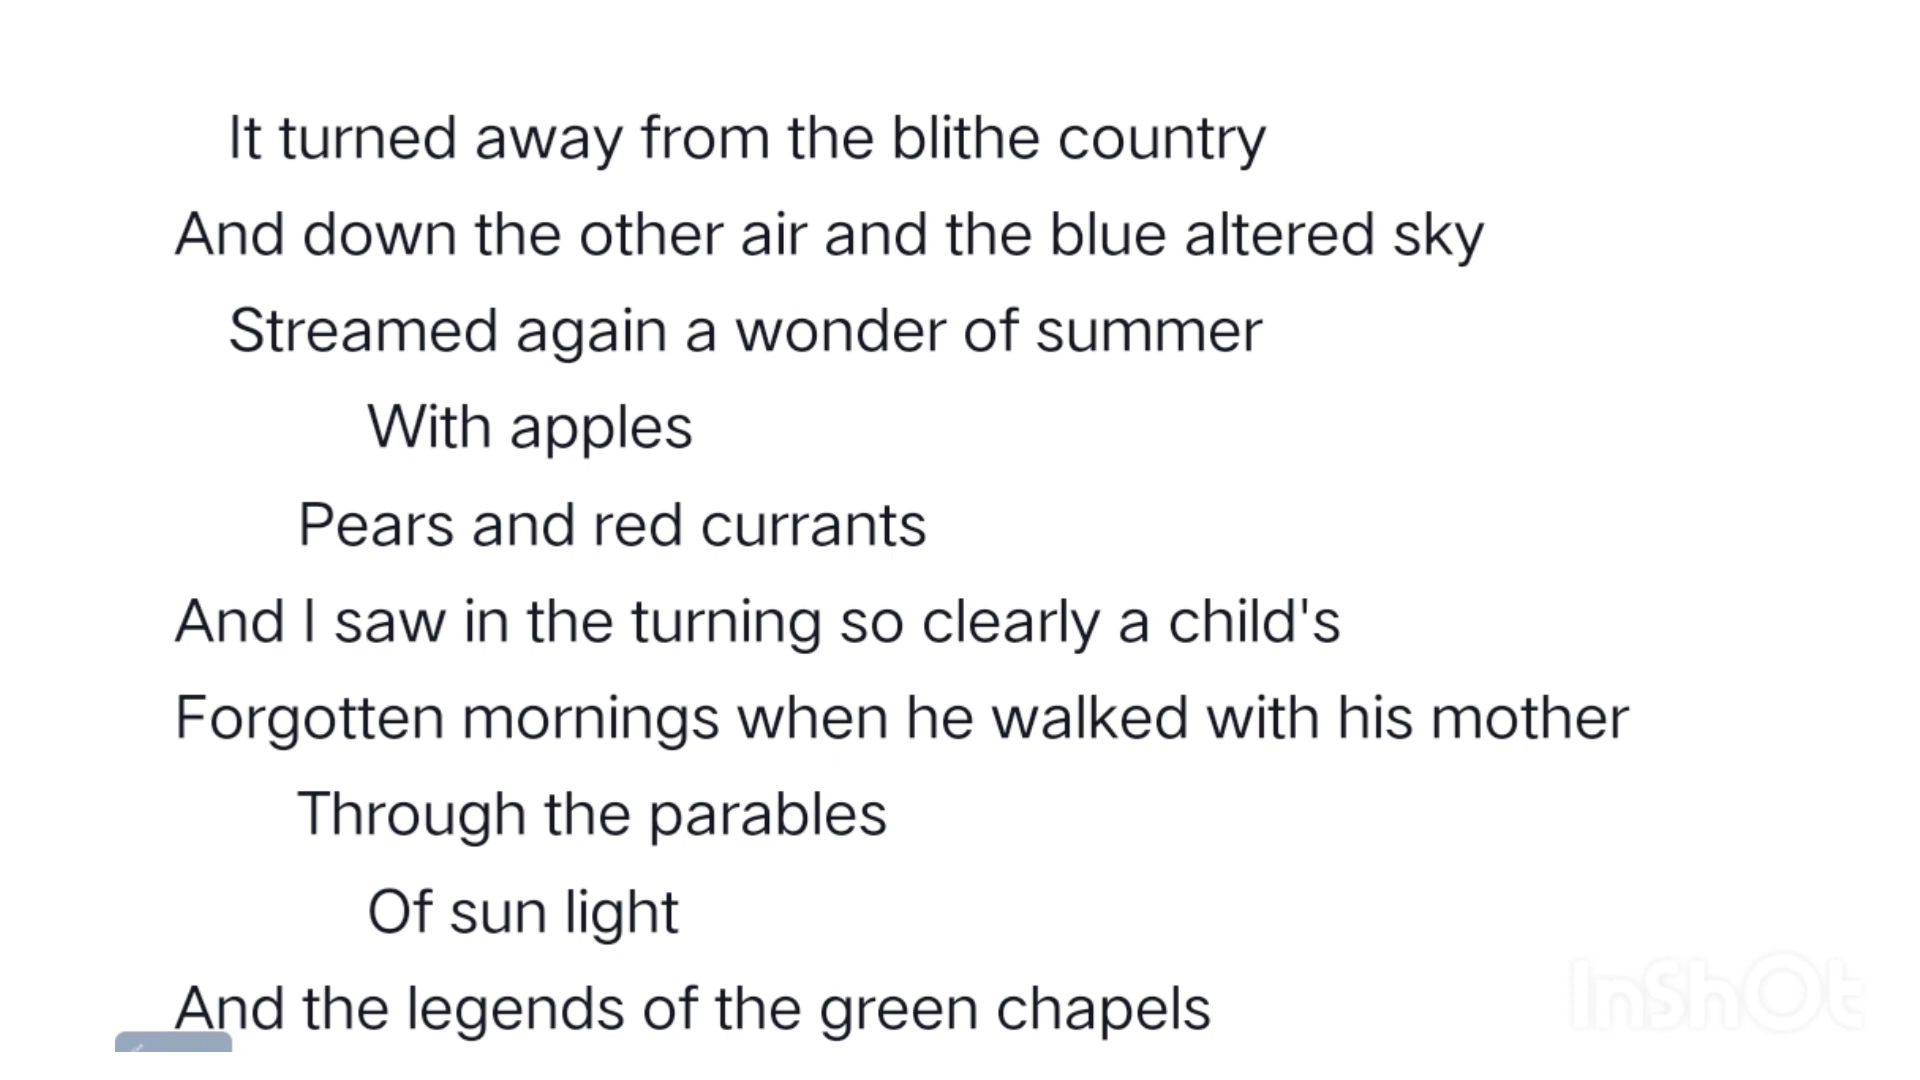 It turned away from the blithe country
And down the other air and the blue altered sky
Streamed again a wonder of summer
With apples
Pears and red currants
And I saw in the turning so clearly a child's
Forgotten mornings when he walked with his mother
Through the parables
Of sun light
And the legends of the green chapels
InShOt